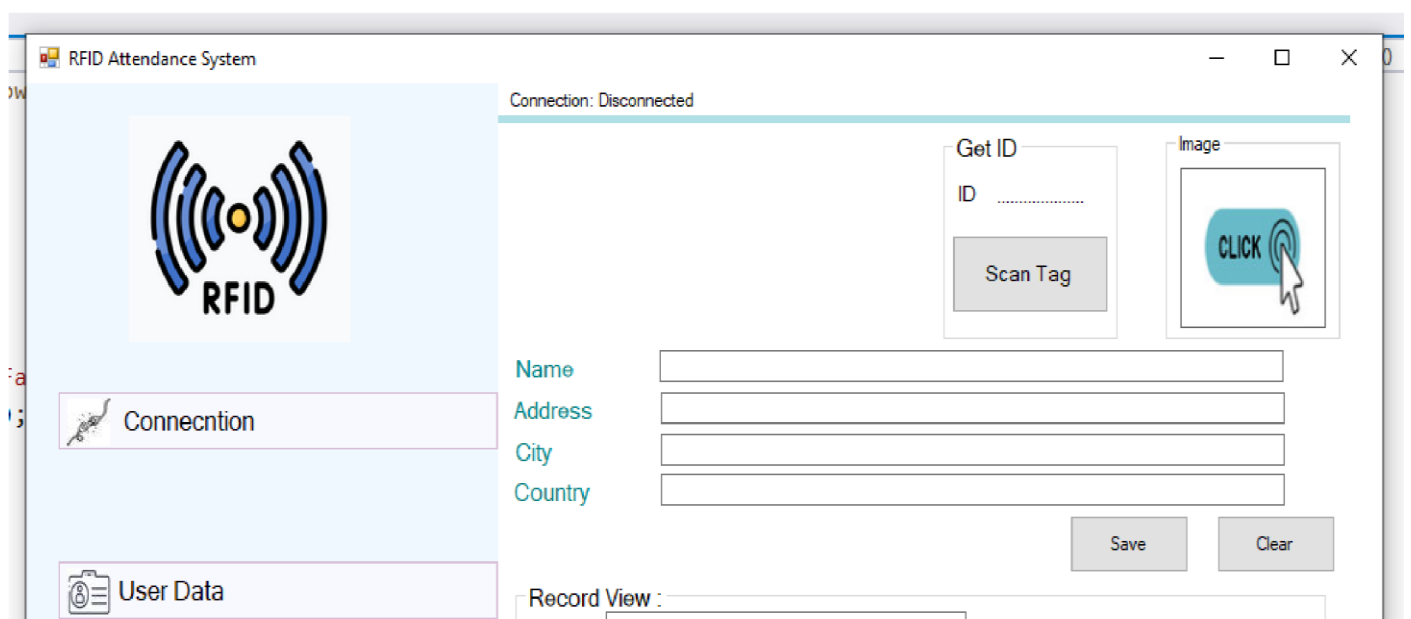 RFID Attendance System
Connection: Disconnected
Get ID
Image
ID ....................
CLICK
Scan Tag
RFID
Name
Address
Connecntion
City
Country
Save
Clear
User Data
Record View :